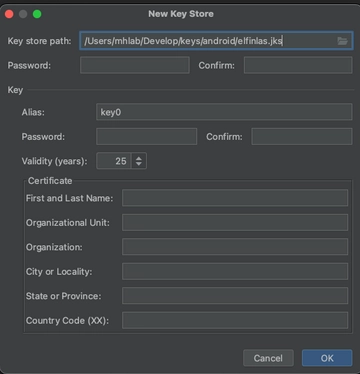 New Key Store
Key store path: /Users/mhlab/Develop/keys/android/elfinlas.jks
Password: Confirm:
Key
Alias: key0
Password: Confirm:
Validity (years): 25
Certificate
First and Last Name:
Organizational Unit:
Organization:
City or Locality:
State or Province:
Country Code (XX):
Cancel OK